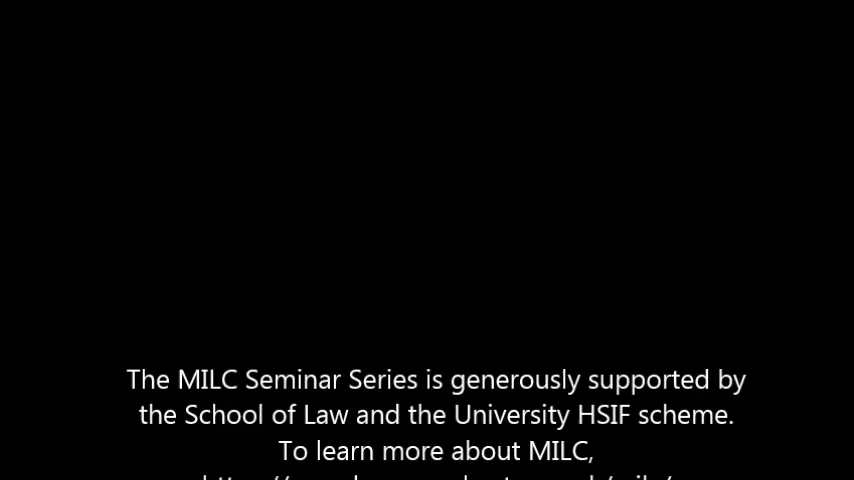 The MILC Seminar Series is generously supported by
the School of Law and the University HSIF scheme.
To learn more about MILC,